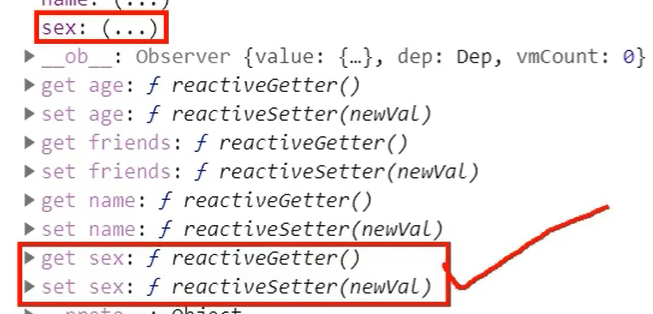 name: (...)
sex: (...)
__ob__: Observer {value: {…}, dep: Dep, vmCount: 0}
get age: ƒ reactiveGetter()
set age: ƒ reactiveSetter(newVal)
get friends: ƒ reactiveGetter()
set friends: ƒ reactiveSetter(newVal)
get name: ƒ reactiveGetter()
set name: ƒ reactiveSetter(newVal)
get sex: ƒ reactiveGetter()
set sex: ƒ reactiveSetter(newVal)
__proto__: Object